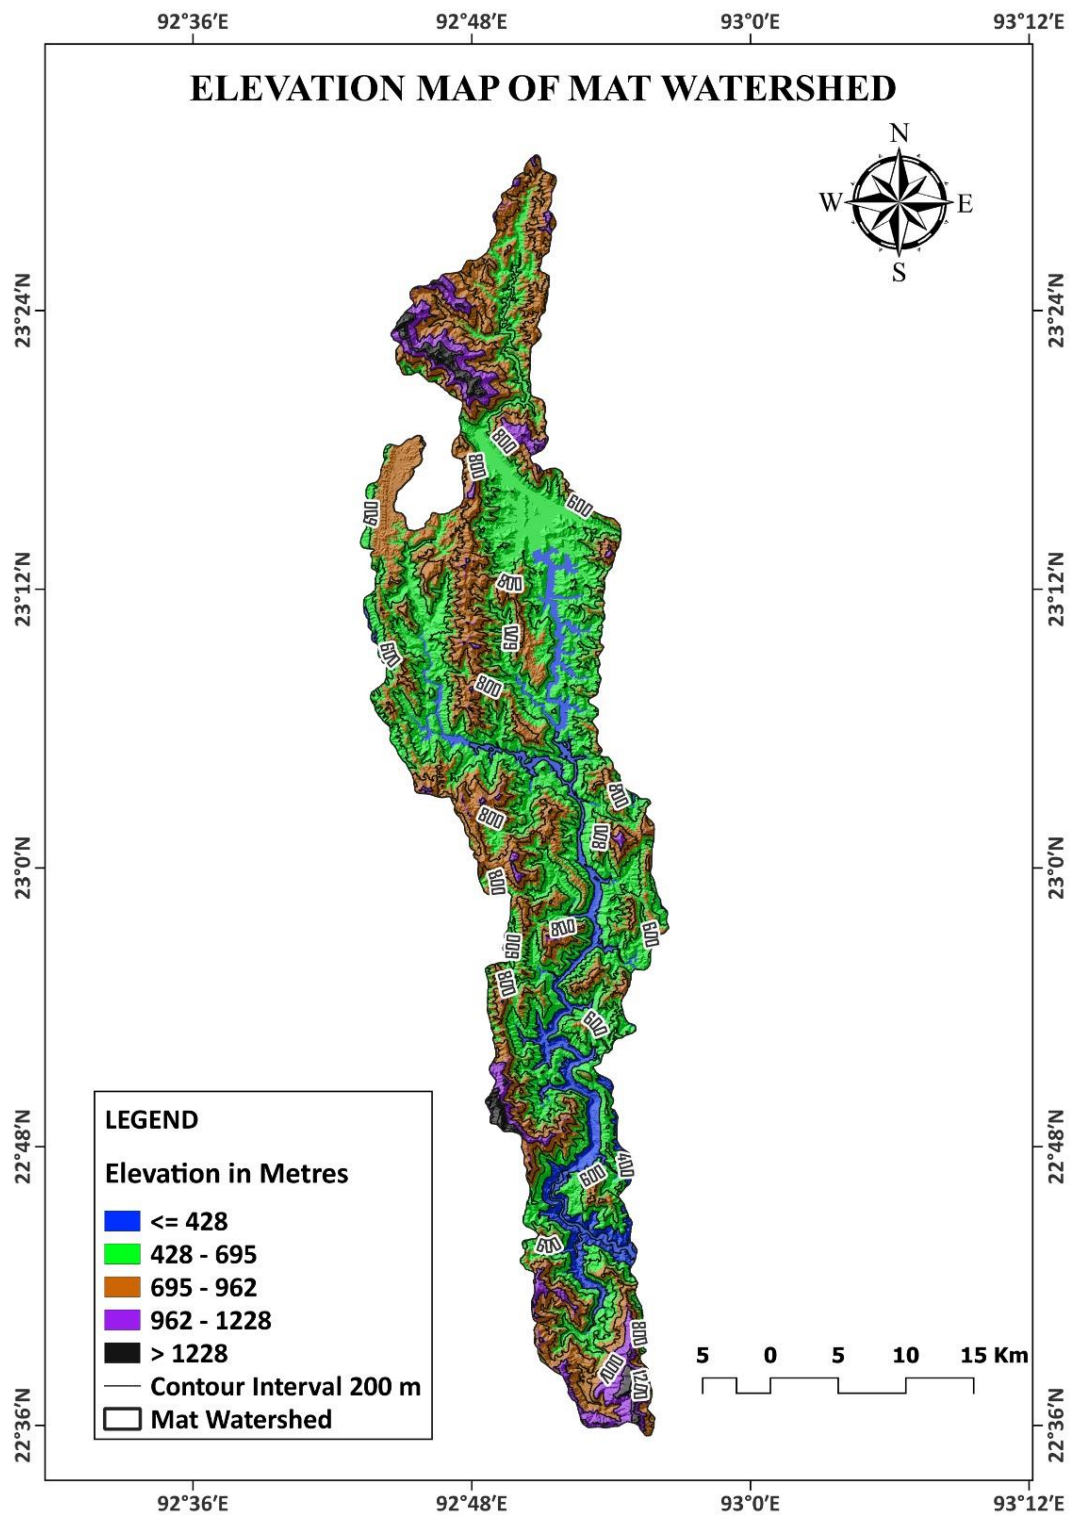 92°36′E 92°48′E 93°0′E 93°12′E
ELEVATION MAP OF MAT WATERSHED
N
W E
S
23°24′N 23°24′N
800
800
600
600
23°12′N 23°12′N
800
600
800
800
800
800
23°0′N 23°0′N
800
800
600
600
800
600
22°48′N 22°48′N
400
600
600
800
22°36′N 22°36′N
LEGEND
Elevation in Metres
<= 428
428 - 695
695 - 962
962 - 1228
> 1228
Contour Interval 200 m
Mat Watershed
5 0 5 10 15 Km
92°36′E 92°48′E 93°0′E 93°12′E